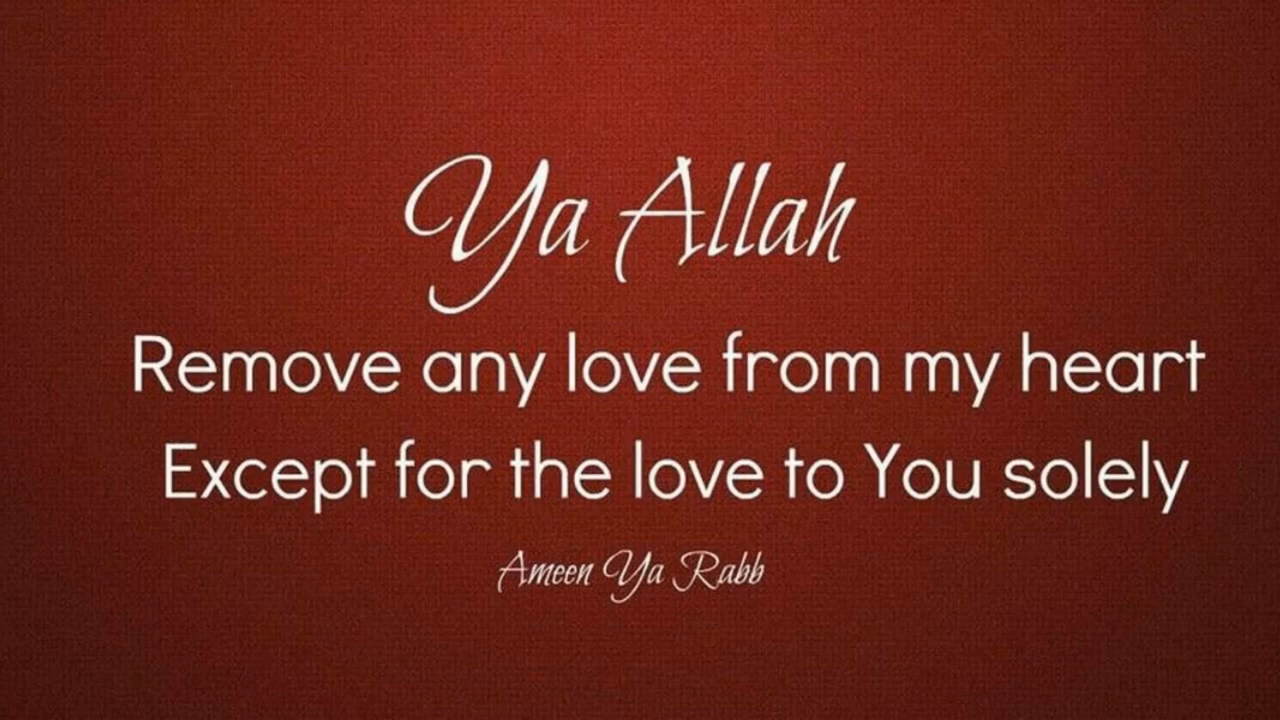 Ya Allah
Remove any love from my heart
Except for the love to You solely
Ameen Ya Rabb